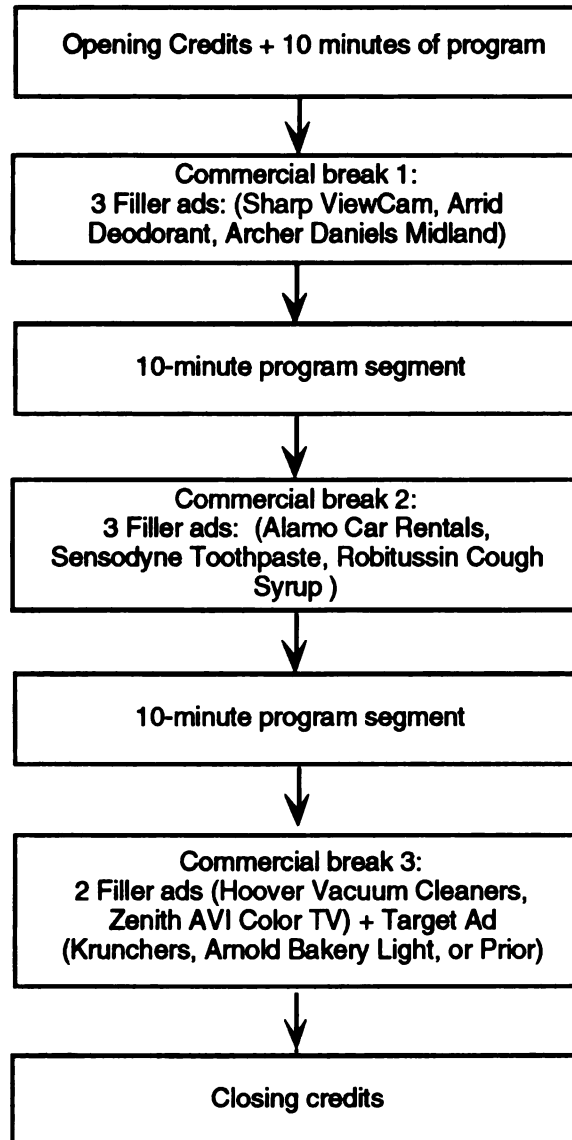 Opening Credits + 10 minutes of program
Commercial break 1:
3 Filler ads: (Sharp ViewCam, Arrid
Deodorant, Archer Daniels Midland)
10-minute program segment
Commercial break 2:
3 Filler ads: (Alamo Car Rentals,
Sensodyne Toothpaste, Robitussin Cough
Syrup )
10-minute program segment
Commercial break 3:
2 Filler ads (Hoover Vacuum Cleaners,
Zenith AVI Color TV) + Target Ad
(Krunchers, Arnold Bakery Light, or Prior)
Closing credits